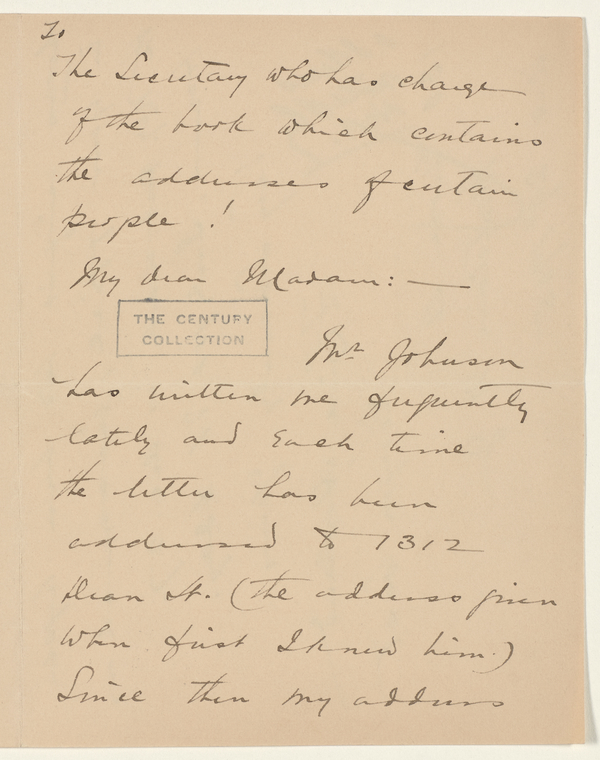 To
The Secretary who has charge
of the book which contains
the addresses of certain
people!
My dear Madam:—
THE CENTURY
COLLECTION
Mr Johnson
has written me frequently
lately and each time
the letter has been
addressed to 1312
Dean St. (the address given
when first I knew him.)
Since then my address